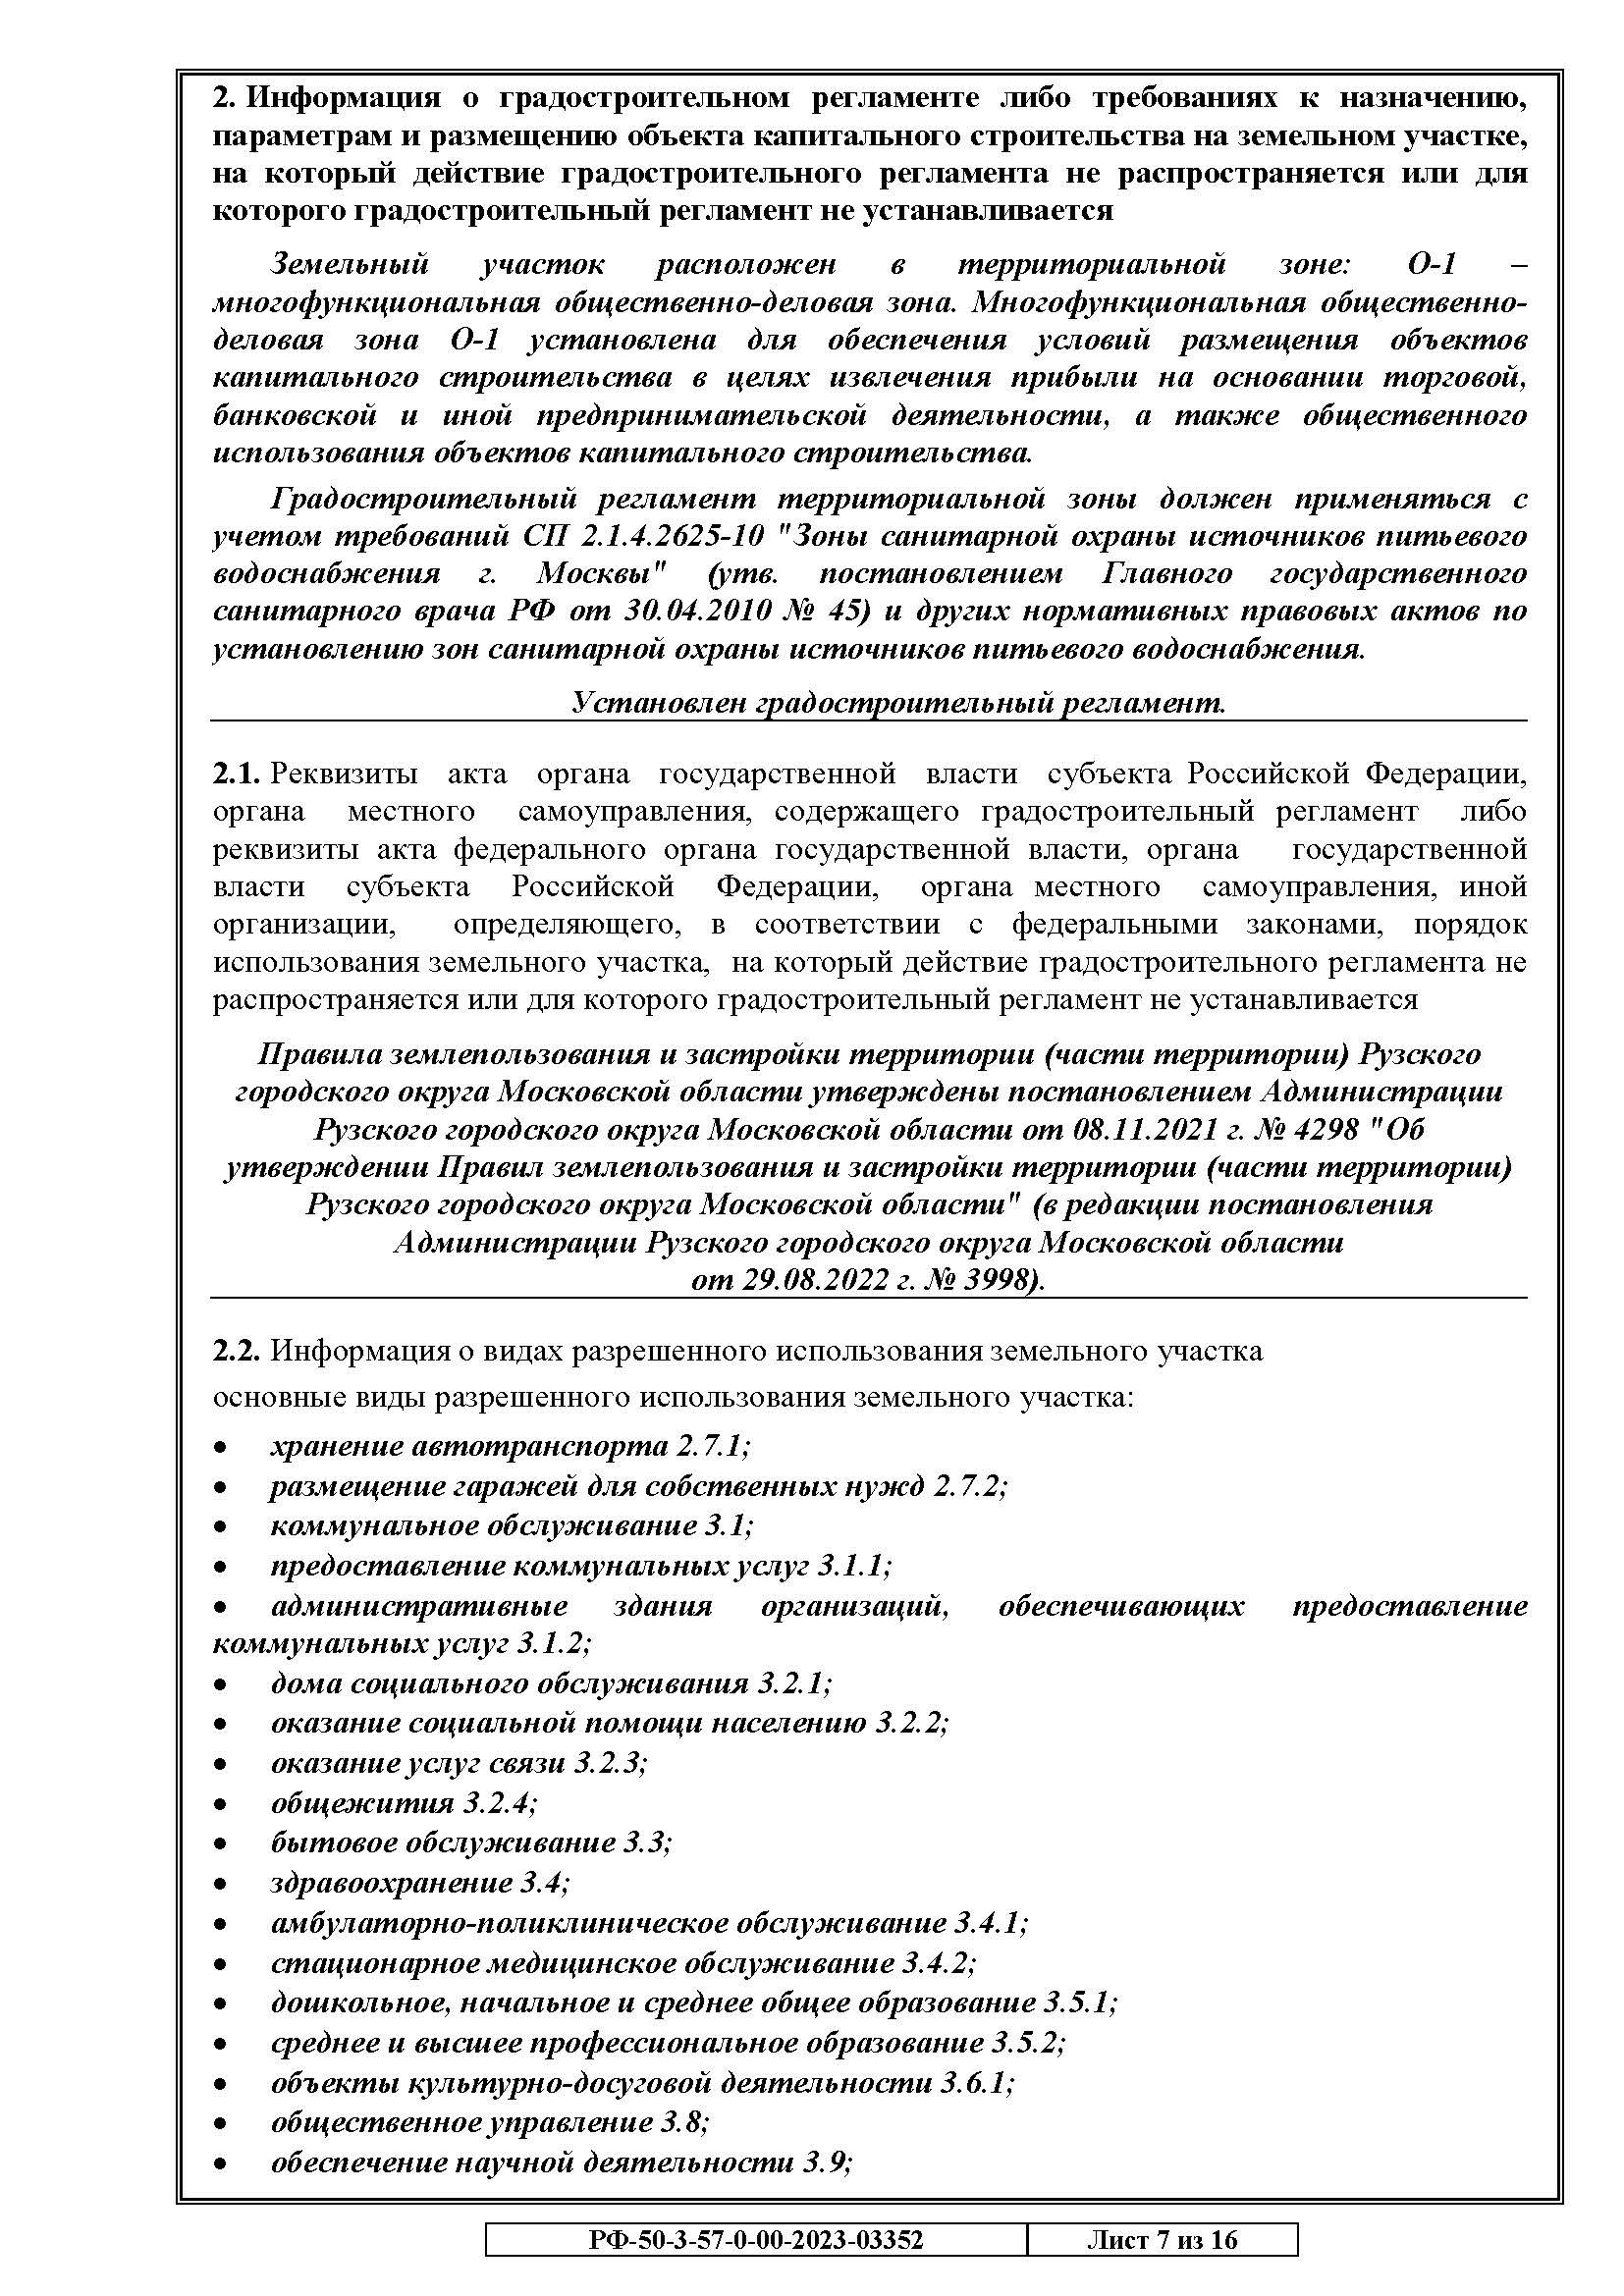 2. Информация о градостроительном регламенте либо требованиях к назначению,
параметрам и размещению объекта капитального строительства на земельном участке,
на который действие градостроительного регламента не распространяется или для
которого градостроительный регламент не устанавливается
Земельный участок расположен в территориальной зоне: О-1 –
многофункциональная общественно-деловая зона. Многофункциональная общественно-
деловая зона О-1 установлена для обеспечения условий размещения объектов
капитального строительства в целях извлечения прибыли на основании торговой,
банковской и иной предпринимательской деятельности, а также общественного
использования объектов капитального строительства.
Градостроительный регламент территориальной зоны должен применяться с
учетом требований СП 2.1.4.2625-10 "Зоны санитарной охраны источников питьевого
водоснабжения г. Москвы" (утв. постановлением Главного государственного
санитарного врача РФ от 30.04.2010 № 45) и других нормативных правовых актов по
установлению зон санитарной охраны источников питьевого водоснабжения.
Установлен градостроительный регламент.
2.1. Реквизиты акта органа государственной власти субъекта Российской Федерации,
органа местного самоуправления, содержащего градостроительный регламент либо
реквизиты акта федерального органа государственной власти, органа государственной
власти субъекта Российской Федерации, органа местного самоуправления, иной
организации, определяющего, в соответствии с федеральными законами, порядок
использования земельного участка, на который действие градостроительного регламента не
распространяется или для которого градостроительный регламент не устанавливается
Правила землепользования и застройки территории (части территории) Рузского
городского округа Московской области утверждены постановлением Администрации
Рузского городского округа Московской области от 08.11.2021 г. № 4298 "Об
утверждении Правил землепользования и застройки территории (части территории)
Рузского городского округа Московской области" (в редакции постановления
Администрации Рузского городского округа Московской области
от 29.08.2022 г. № 3998).
2.2. Информация о видах разрешенного использования земельного участка
основные виды разрешенного использования земельного участка:
• хранение автотранспорта 2.7.1;
• размещение гаражей для собственных нужд 2.7.2;
• коммунальное обслуживание 3.1;
• предоставление коммунальных услуг 3.1.1;
• административные здания организаций, обеспечивающих предоставление
коммунальных услуг 3.1.2;
• дома социального обслуживания 3.2.1;
• оказание социальной помощи населению 3.2.2;
• оказание услуг связи 3.2.3;
• общежития 3.2.4;
• бытовое обслуживание 3.3;
• здравоохранение 3.4;
• амбулаторно-поликлиническое обслуживание 3.4.1;
• стационарное медицинское обслуживание 3.4.2;
• дошкольное, начальное и среднее общее образование 3.5.1;
• среднее и высшее профессиональное образование 3.5.2;
• объекты культурно-досуговой деятельности 3.6.1;
• общественное управление 3.8;
• обеспечение научной деятельности 3.9;
РФ-50-3-57-0-00-2023-03352 Лист 7 из 16